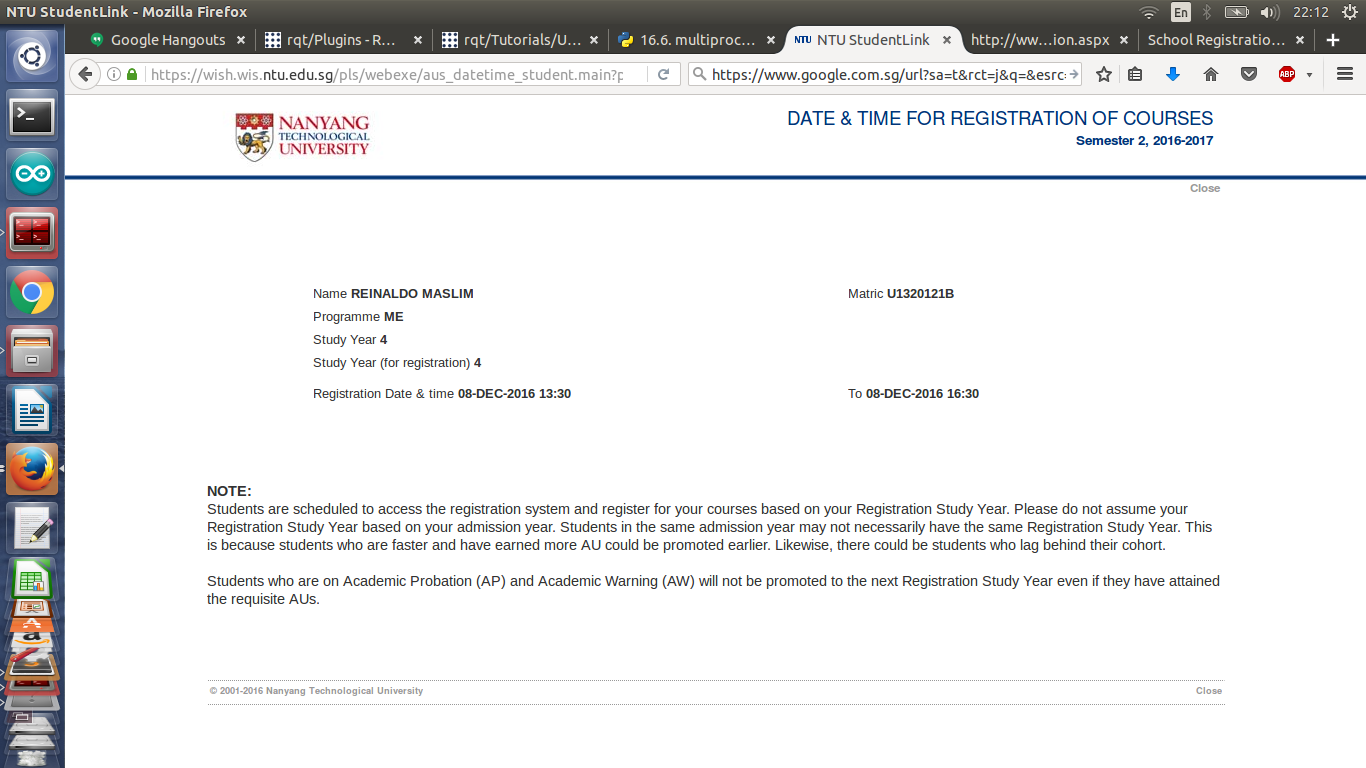 NTU StudentLink - Mozilla Firefox
En
22:12
Google Hangouts
rqt/Plugins - R...
rqt/Tutorials/U...
16.6. multiproc...
NTU StudentLink
http://ww...ion.aspx
School Registratio...
https://wish.wis.ntu.edu.sg/pls/webexe/aus_datetime_student.main?p
https://www.google.com.sg/url?sa=t&rct=j&q=&esrc
ABP
NANYANG
TECHNOLOGICAL
UNIVERSITY
DATE & TIME FOR REGISTRATION OF COURSES
Semester 2, 2016-2017
Close
Name REINALDO MASLIM
Matric U1320121B
Programme ME
Study Year 4
Study Year (for registration) 4
Registration Date & time 08-DEC-2016 13:30
To 08-DEC-2016 16:30
NOTE:
Students are scheduled to access the registration system and register for your courses based on your Registration Study Year. Please do not assume your
Registration Study Year based on your admission year. Students in the same admission year may not necessarily have the same Registration Study Year. This
is because students who are faster and have earned more AU could be promoted earlier. Likewise, there could be students who lag behind their cohort.
Students who are on Academic Probation (AP) and Academic Warning (AW) will not be promoted to the next Registration Study Year even if they have attained
the requisite AUs.
© 2001-2016 Nanyang Technological University
Close